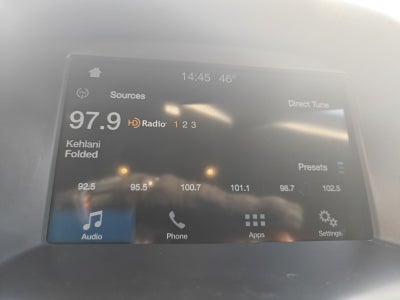 14:45 46°
Sources
Direct Tune
97.9 HD Radio 1 2 3
Kehlani
Folded
Presets
92.5 95.5 100.7 101.1 98.7 102.5
Audio Phone Apps Settings